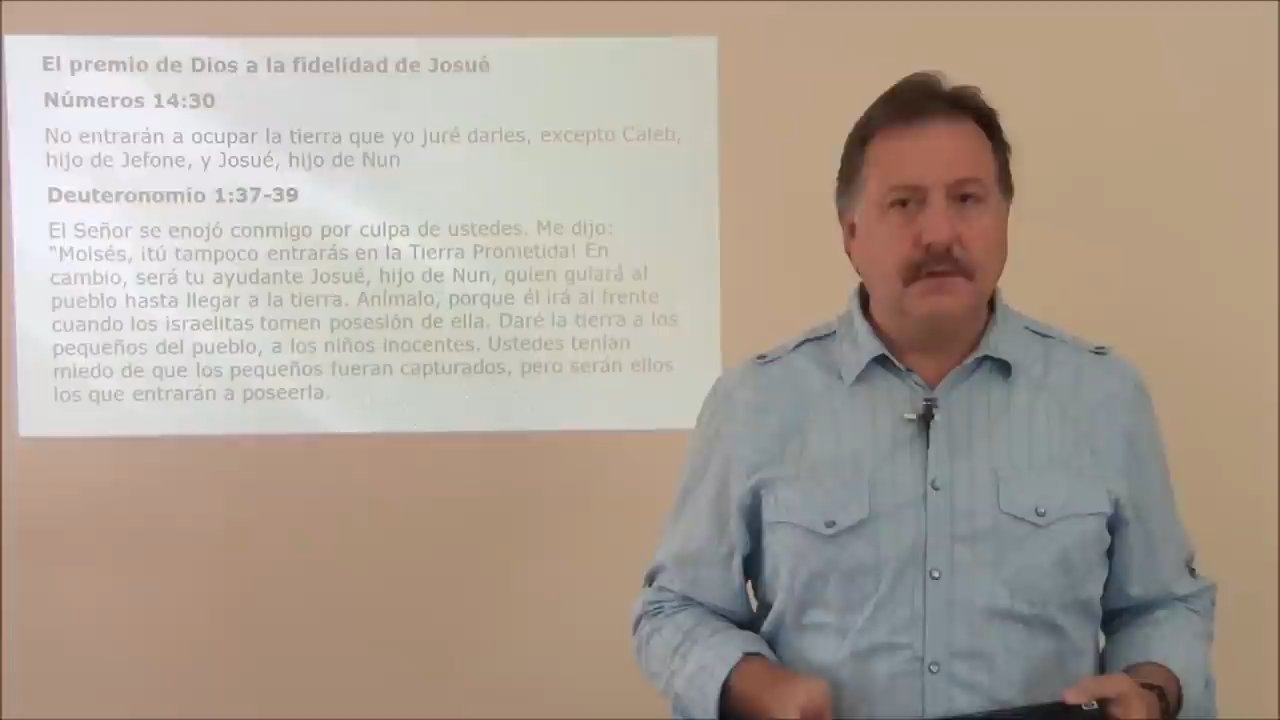 El premio de Dios a la fidelidad de Josué
Números 14:30
No entrarán a ocupar la tierra que yo juré darles, excepto Caleb,
hijo de Jefone, y Josué, hijo de Nun
Deuteronomio 1:37-39
El Señor se enojó conmigo por culpa de ustedes. Me dijo:
"Moisés, ¡tú tampoco entrarás en la Tierra Prometida! En
cambio, será tu ayudante Josué, hijo de Nun, quien guiará al
pueblo hasta llegar a la tierra. Anímalo, porque él irá al frente
cuando los israelitas tomen posesión de ella. Daré la tierra a los
pequeños del pueblo, a los niños inocentes. Ustedes tenían
miedo de que los pequeños fueran capturados, pero serán ellos
los que entrarán a poseerla.